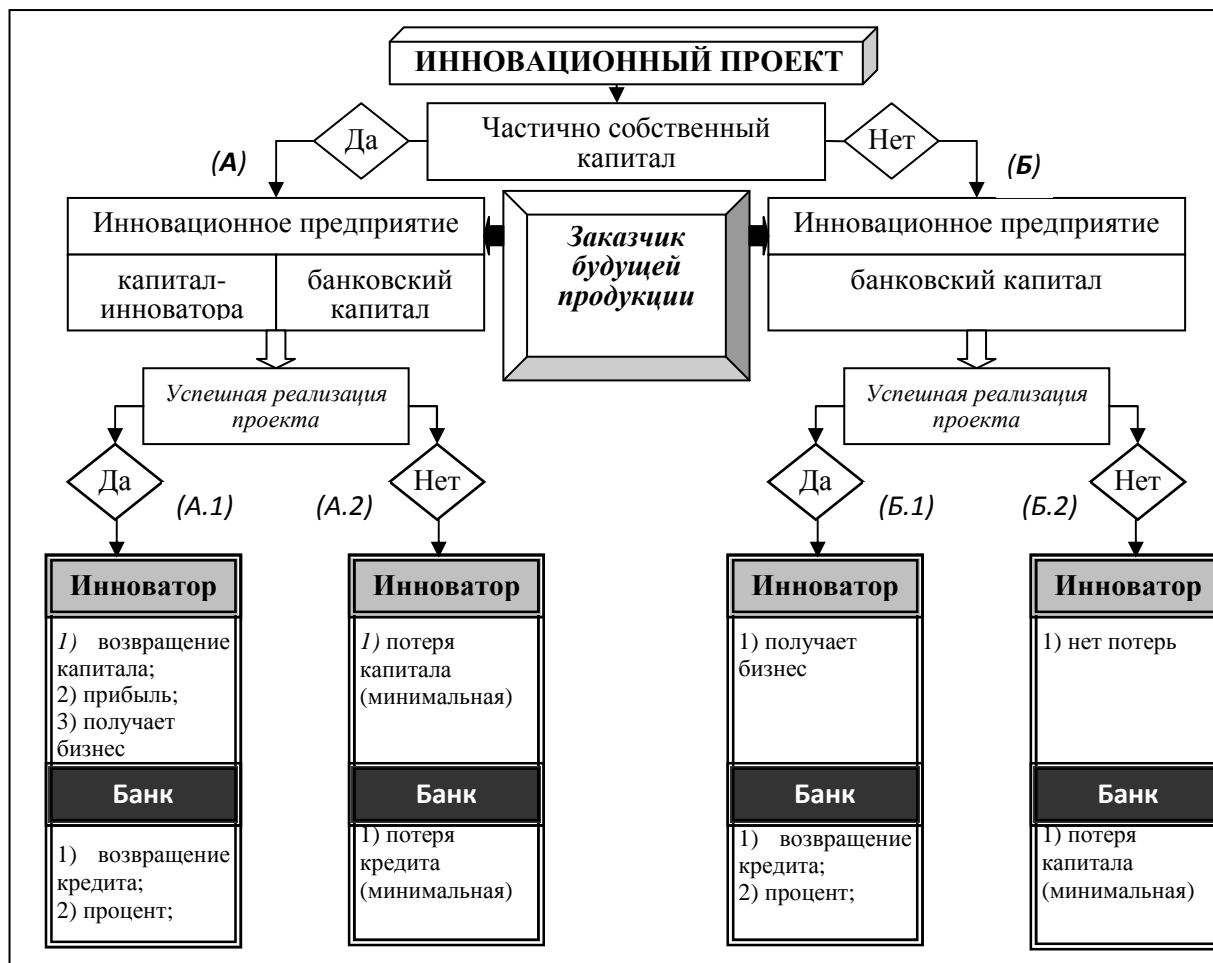 ИННОВАЦИОННЫЙ ПРОЕКТ
Частично собственный
капитал
Да
Нет
(А)
(Б)
Инновационное предприятие
капитал-
инноватора
банковский
капитал
Заказчик
будущей
продукции
Инновационное предприятие
банковский капитал
Успешная реализация
проекта
Успешная реализация
проекта
Да
(А.1)
(А.2)
Нет
Да
(Б.1)
(Б.2)
Нет
Инноватор
1) возвращение
капитала;
2) прибыль;
3) получает
бизнес
Банк
1) возвращение
кредита;
2) процент;
Инноватор
1) потеря
капитала
(минимальная)
Банк
1) потеря
кредита
(минимальная)
Инноватор
1) получает
бизнес
Банк
1) возвращение
кредита;
2) процент;
Инноватор
1) нет потерь
Банк
1) потеря
капитала
(минимальная)